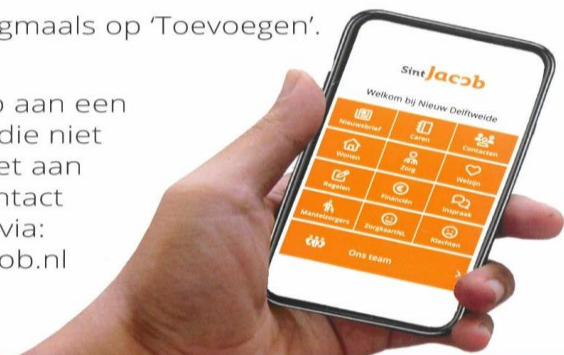 gmaals op ‘Toevoegen’.
aan een
die niet
et aan
ntact
via:
ob.nl
Sint Jacob
Welkom bij Nieuw Delftweide
Nieuwsbrief
Caren
Contacten
Wonen
Zorg
Welzijn
Regelen
Financiën
Inspraak
Mantelzorgers
ZorgkaartNL
Klachten
Ons team